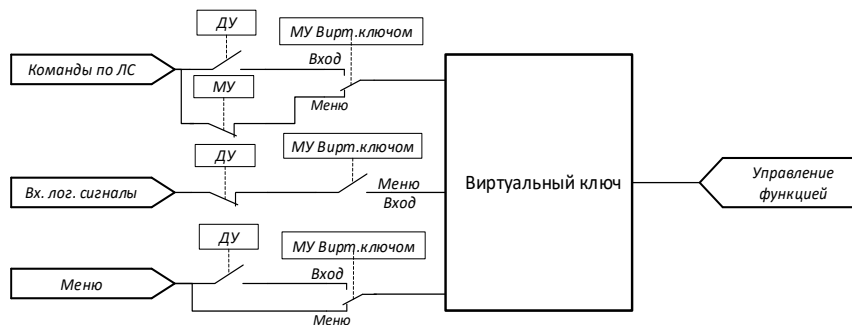 ДУ
МУ Вирт.ключом
Вход
Команды по ЛС
МУ
Меню
ДУ
МУ Вирт.ключом
Меню
Вх. лог. сигналы
Вход
Виртуальный ключ
Управление
функцией
ДУ
МУ Вирт.ключом
Вход
Меню
Меню